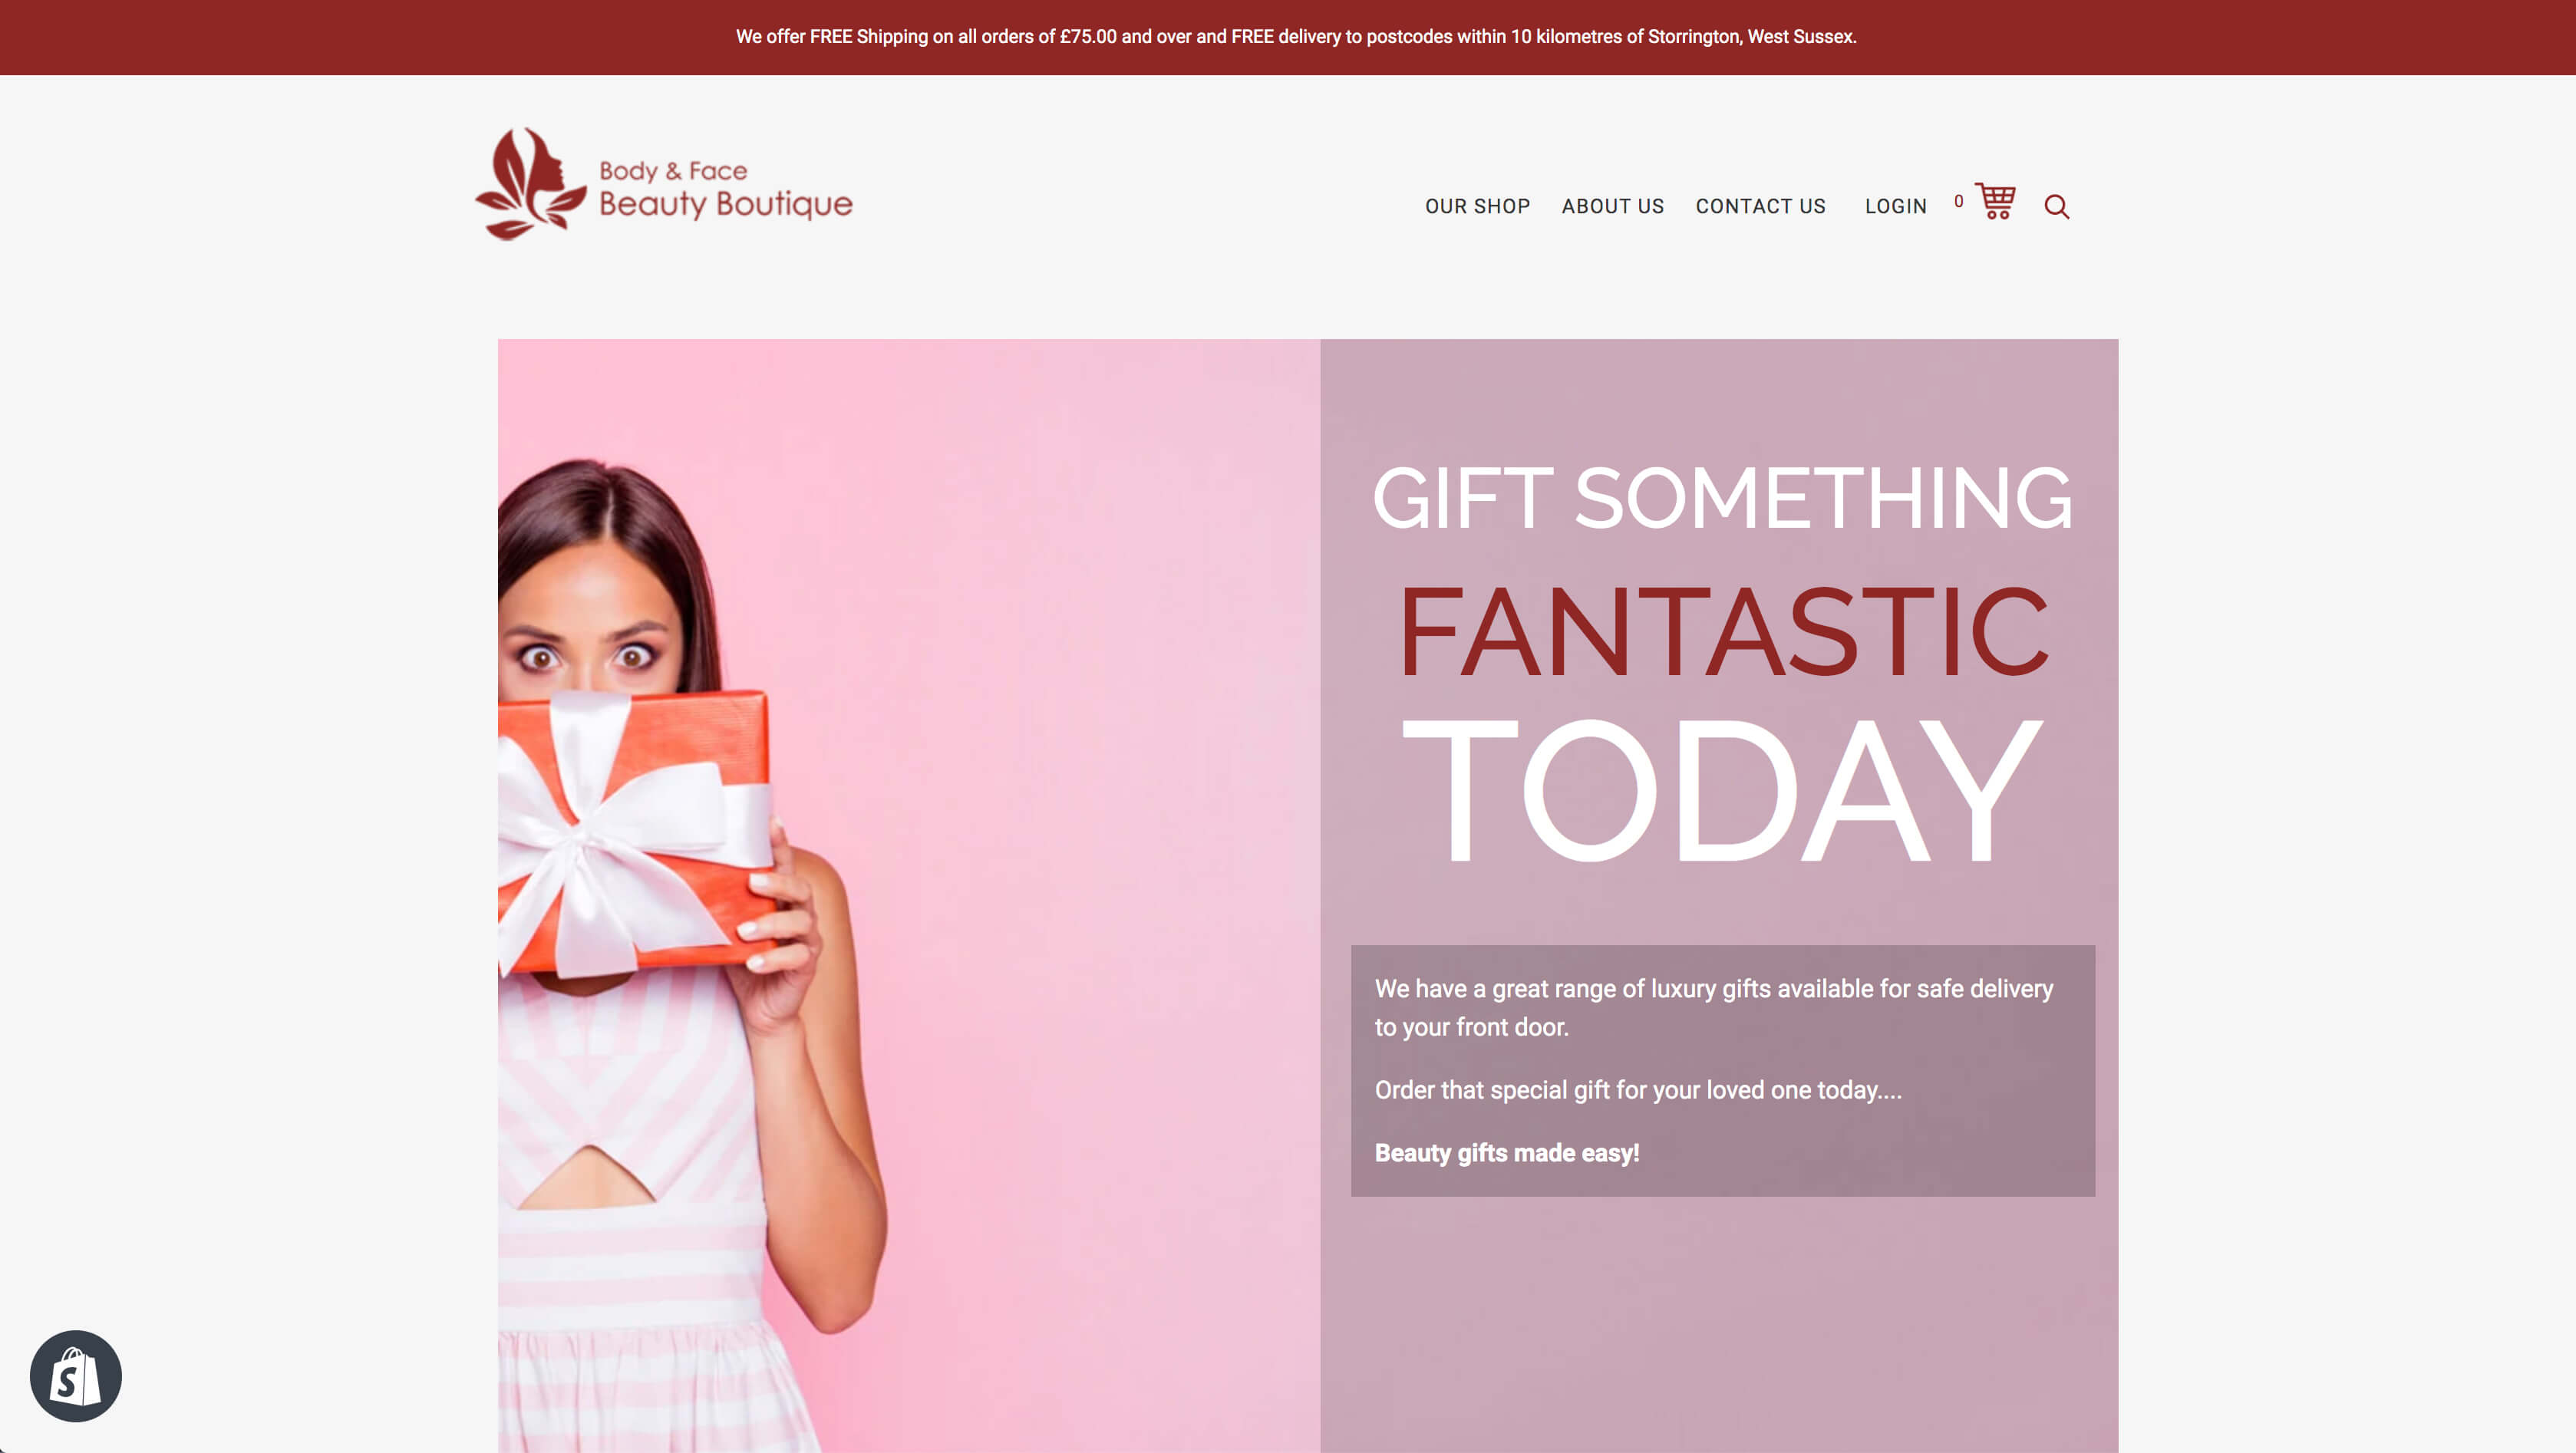 We offer FREE Shipping on all orders of £75.00 and over and FREE delivery to postcodes within 10 kilometres of Storrington, West Sussex.
Body & Face
Beauty Boutique
OUR SHOP ABOUT US CONTACT US LOGIN 0
GIFT SOMETHING
FANTASTIC
TODAY
We have a great range of luxury gifts available for safe delivery
to your front door.
Order that special gift for your loved one today....
Beauty gifts made easy!
S